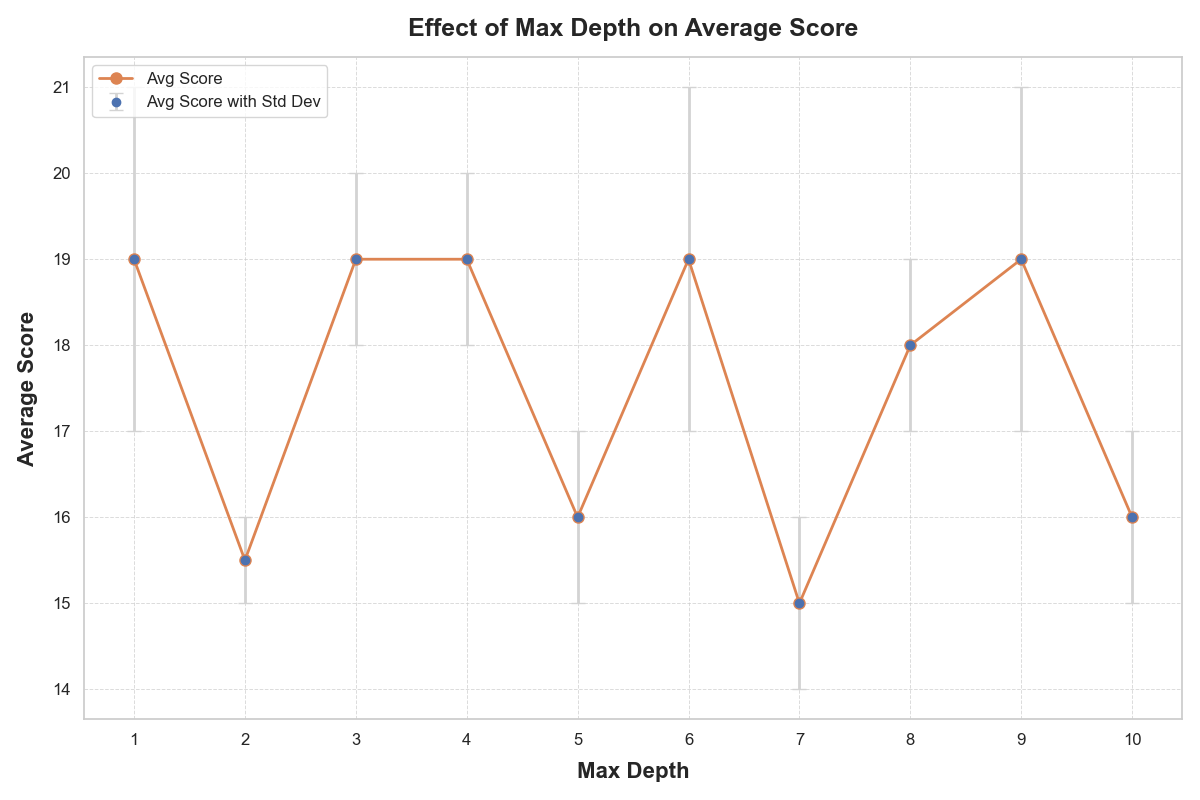 Effect of Max Depth on Average Score
Avg Score
Avg Score with Std Dev
Average Score
21
20
19
18
17
16
15
14
1 2 3 4 5 6 7 8 9 10
Max Depth